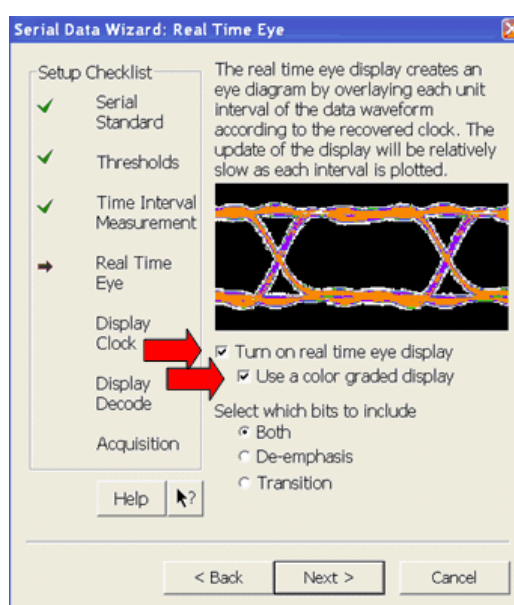 Serial Data Wizard: Real Time Eye
Setup Checklist
Serial
Standard
Thresholds
Time Interval
Measurement
Real Time
Eye
Display
Clock
Display
Decode
Acquisition
Help
?
The real time eye display creates an
eye diagram by overlaying each unit
interval of the data waveform
according to the recovered clock. The
update of the display will be relatively
slow as each interval is plotted.
Turn on real time eye display
Use a color graded display
Select which bits to include
Both
De-emphasis
Transition
< Back
Next >
Cancel